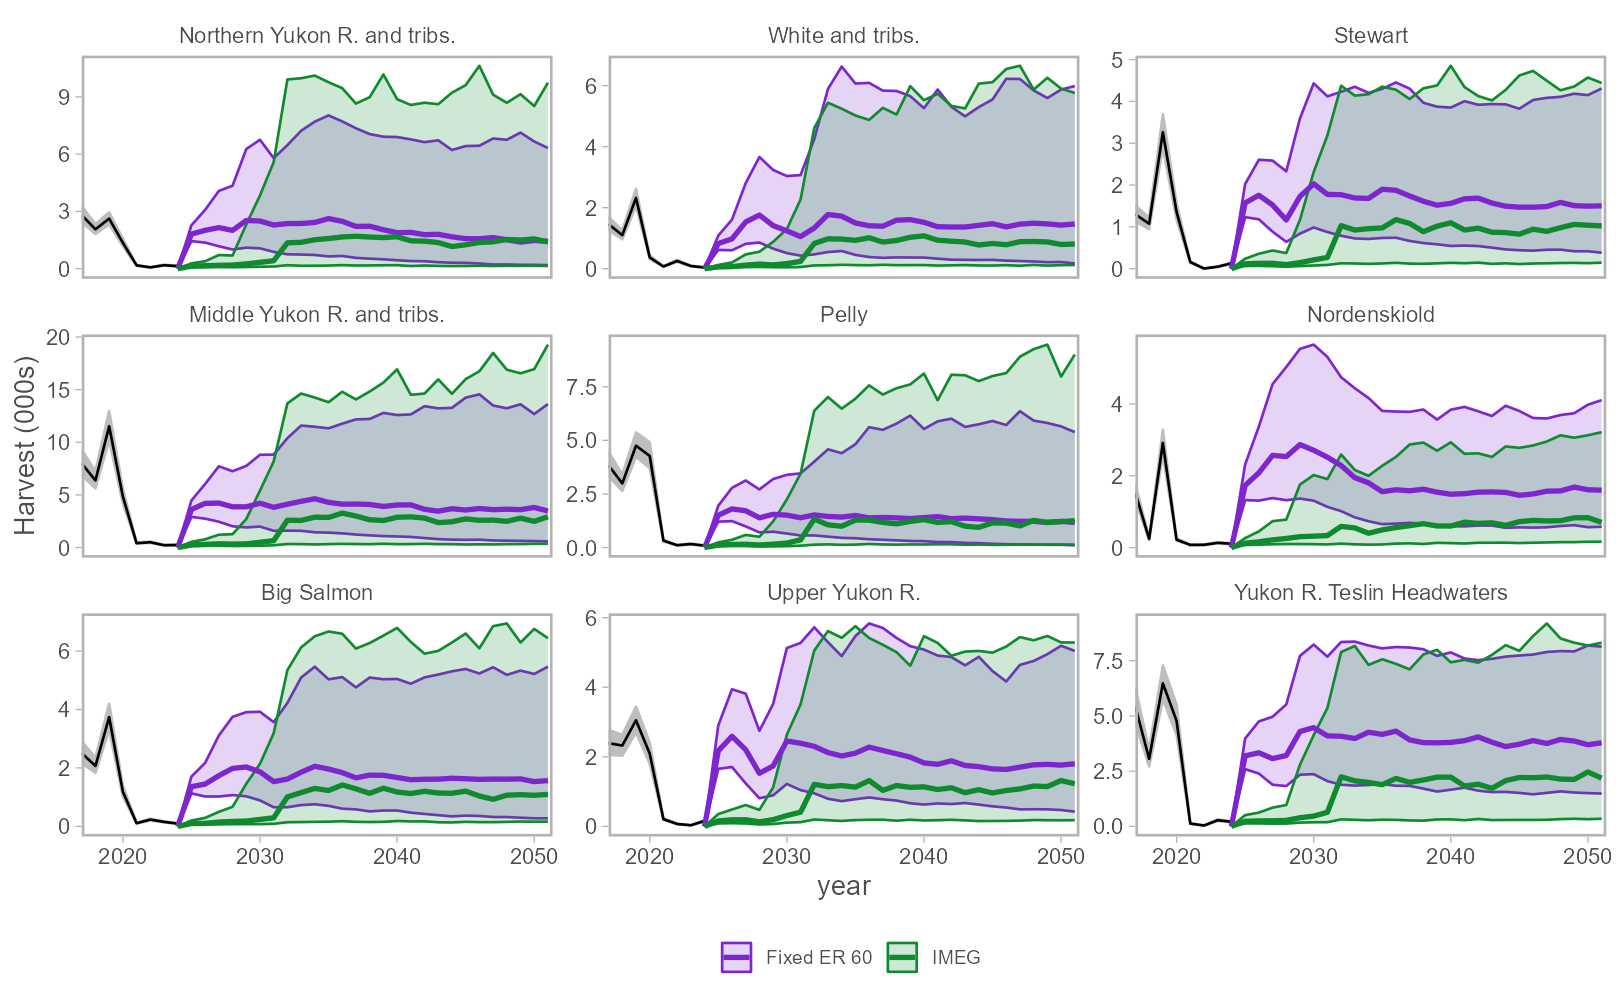 Northern Yukon R. and tribs.
White and tribs.
Stewart
9
6
3
0
6
4
2
0
5
4
3
2
1
0
Middle Yukon R. and tribs.
Pelly
Nordenskiold
Harvest (000s)
20
15
10
5
0
7.5
5.0
2.5
0.0
4
2
0
Big Salmon
Upper Yukon R.
Yukon R. Teslin Headwaters
6
4
2
0
6
4
2
0
7.5
5.0
2.5
0.0
2020 2030 2040 2050
2020 2030 2040 2050
2020 2030 2040 2050
year
Fixed ER 60 IMEG